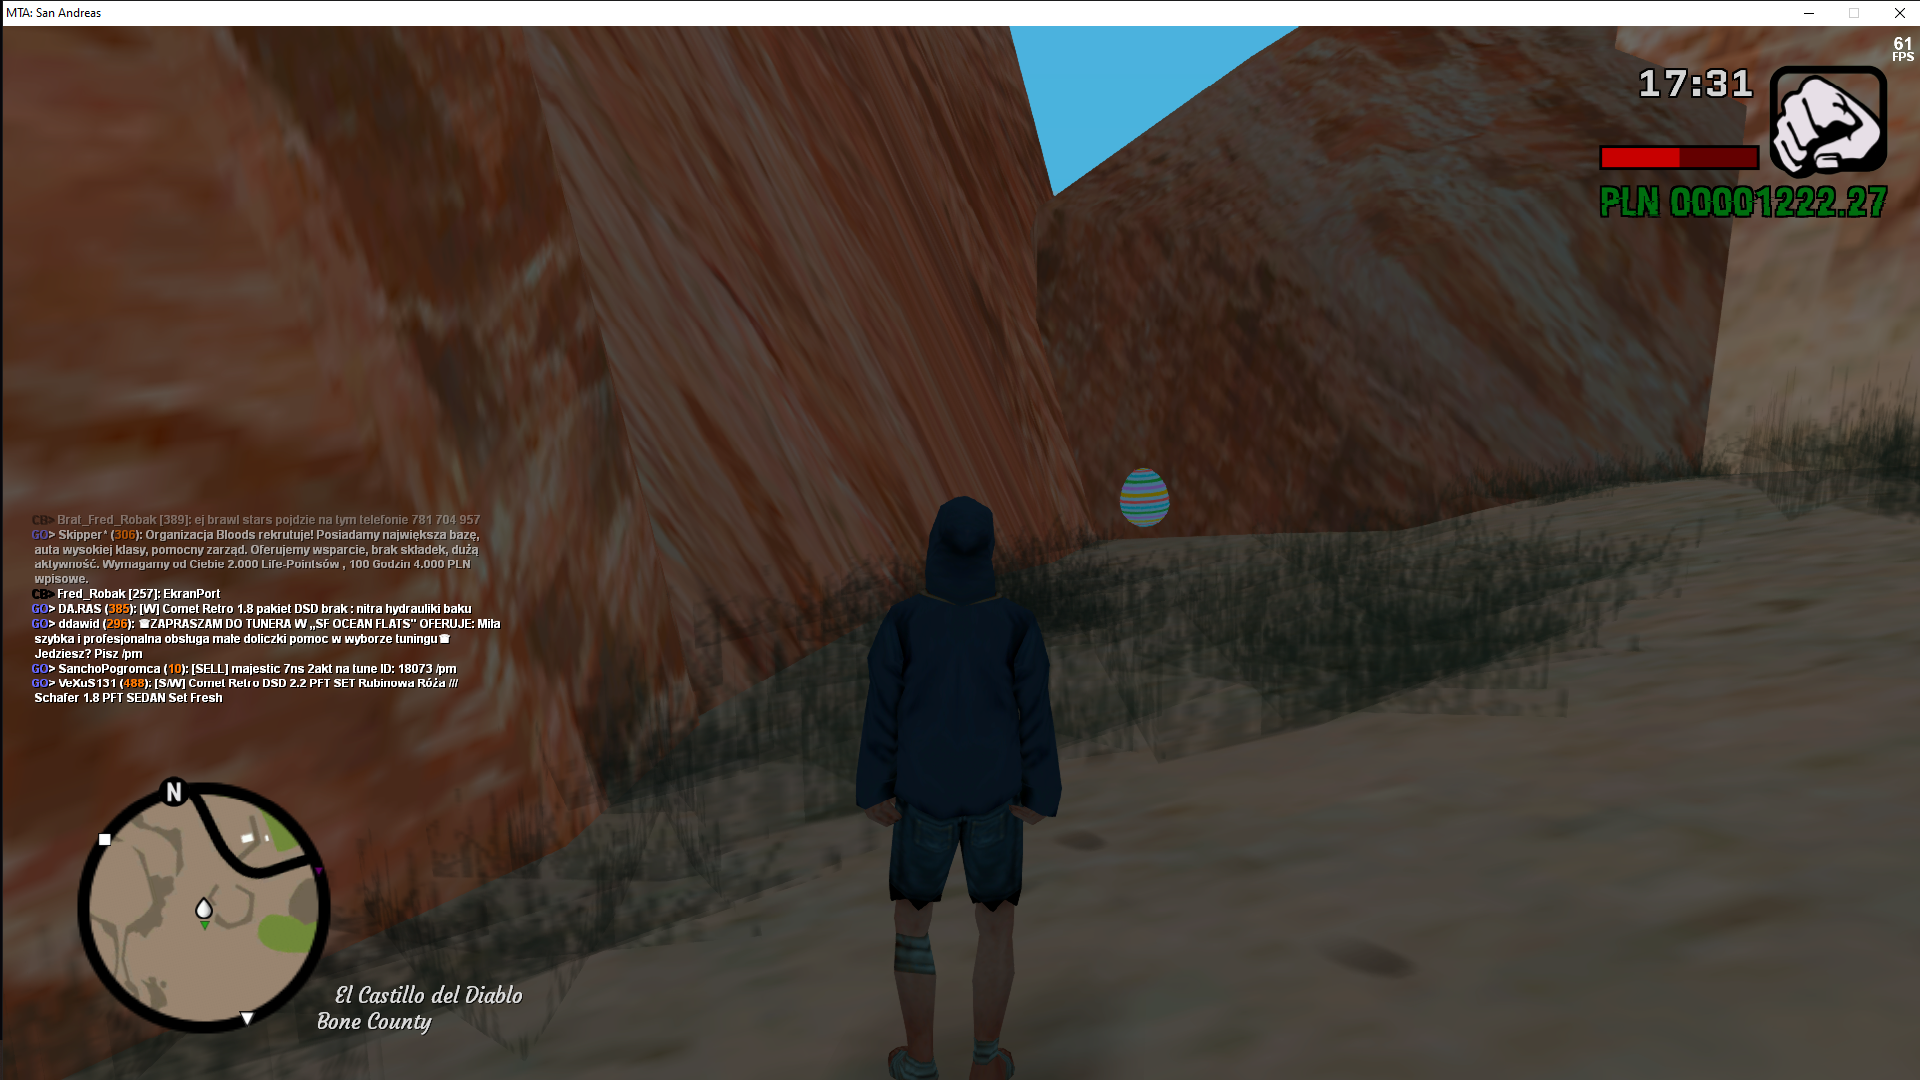 MTA: San Andreas
61
FPS
17:31
PLN 00001222.27
CB> Brat_Fred_Robak [389]: ej brawl stars pojdzie na tym telefonie 781 704 957
GO> Skipper* (306): Organizacja Bloods rekrutuje! Posiadamy największa bazę,
auta wysokiej klasy, pomocny zarząd. Oferujemy wsparcie, brak składek, dużą
aktywność. Wymagamy od Ciebie 2.000 Life-Pointsów , 100 Godzin 4.000 PLN
wpisowe.
CB> Fred_Robak [257]: EkranPort
GO> DA.RAS (385): [W] Comet Retro 1.8 pakiet DSD brak : nitra hydrauliki baku
GO> ddawid (296): ♛ZAPRASZAM DO TUNERA W ,,SF OCEAN FLATS" OFERUJE: Miła
szybka i profesjonalna obsługa małe doliczki pomoc w wyborze tuningu♛
Jedziesz? Pisz /pm
GO> SanchoPogromca (10): [SELL] majestic 7ns 2akt na tune ID: 18073 /pm
GO> VeXuS131 (488): [S/W] Comet Retro DSD 2.2 PFT SET Rubinowa Róża ///
Schafer 1.8 PFT SEDAN Set Fresh
N
El Castillo del Diablo
Bone County